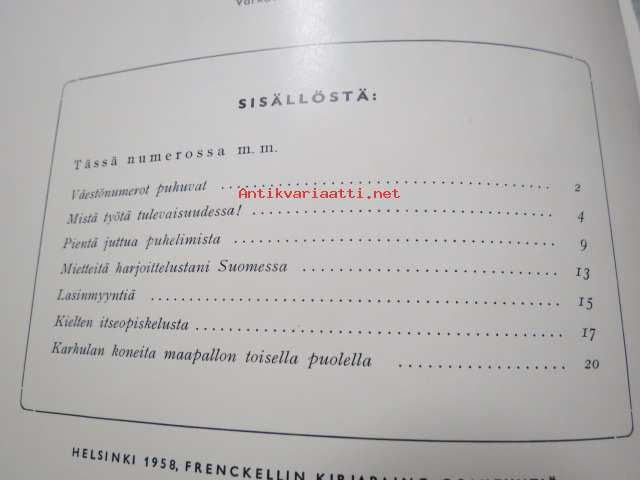 SISÄLLÖSTÄ:
Tässä numerossa m. m.
Väestönumerot puhuvat .......... 2
Antikvariaatti.net
Mistä työtä tulevaisuudessa! .......... 4
Pientä juttua puhelimista .......... 9
Mietteitä harjoittelustani Suomessa .......... 13
Lasinmyyntiä .......... 15
Kielten itseopiskelusta .......... 17
Karhulan koneita maapallon toisella puolella .......... 20
HELSINKI 1958, FRENCKELLIN KIRJAPAINO